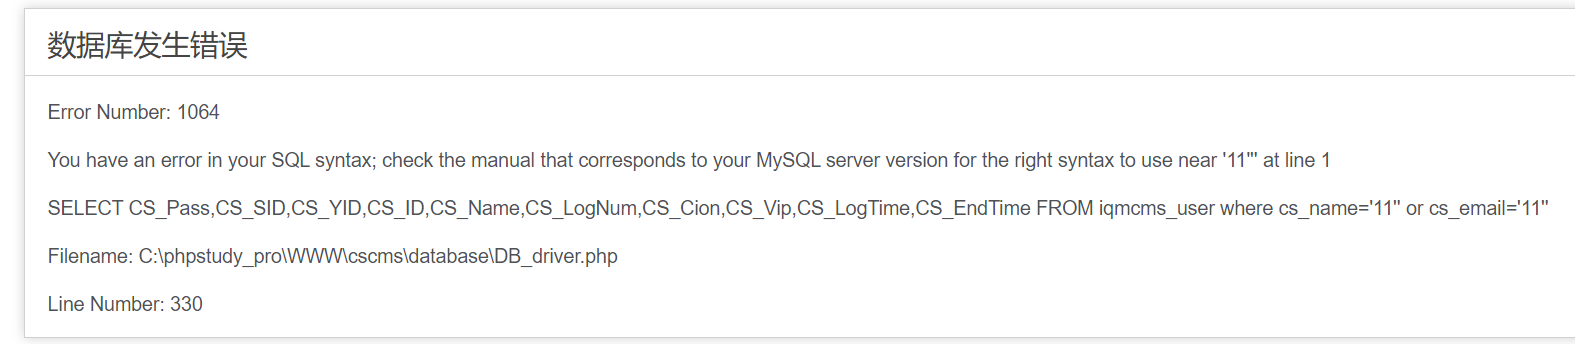 数据库发生错误
Error Number: 1064
You have an error in your SQL syntax; check the manual that corresponds to your MySQL server version for the right syntax to use near '11''' at line 1
SELECT CS_Pass,CS_SID,CS_YID,CS_ID,CS_Name,CS_LogNum,CS_Cion,CS_Vip,CS_LogTime,CS_EndTime FROM iqmcms_user where cs_name='11'' or cs_email='11''
Filename: C:\phpstudy_pro\WWW\cscms\database\DB_driver.php
Line Number: 330